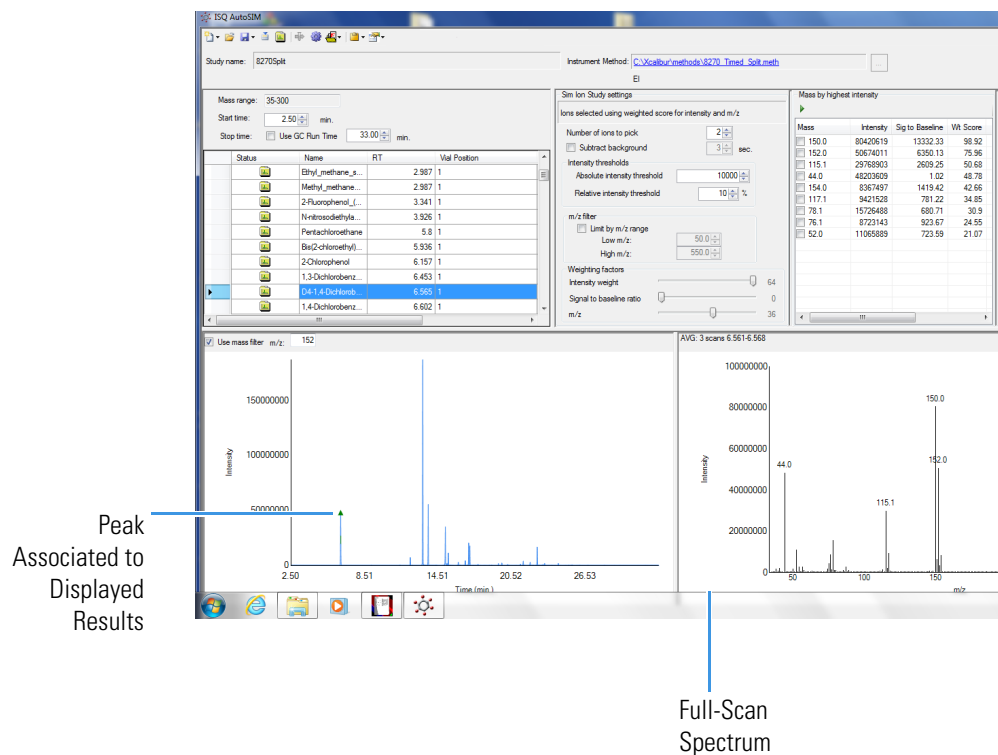 ISQ AutoSIM
Study name: 8270Split
Instrument Method: C:\Xcalibur\methods\8270_Timed_Split.meth ...
EI
Mass range: 35-300
Start time: 2.50 min.
Stop time: Use GC Run Time 33.00 min.
Status Name RT Vial Position
Ethyl_methane_s... 2.987 1
Methyl_methane... 2.987 1
2-Fluorophenol_(... 3.341 1
N-nitrosodiethyla... 3.926 1
Pentachloroethane 5.8 1
Bis(2-chloroethyl)... 5.936 1
2-Chlorophenol 6.157 1
1,3-Dichlorobenz... 6.453 1
D4-1,4-Dichlorob... 6.565 1
1,4-Dichlorobenz... 6.602 1
Sim Ion Study settings
Ions selected using weighted score for intensity and m/z
Number of ions to pick 2
Subtract background 3 sec.
Intensity thresholds
Absolute intensity threshold 10000
Relative intensity threshold 10 %
m/z filter
Limit by m/z range
Low m/z: 50.0
High m/z: 550.0
Weighting factors
Intensity weight 64
Signal to baseline ratio 0
m/z 36
Mass by highest intensity
Mass Intensity Sig to Baseline Wt Score
150.0 80420619 13332.33 98.92
152.0 50674011 6350.13 75.96
115.1 29768903 2609.25 50.68
44.0 48203609 1.02 48.78
154.0 8367497 1419.42 42.66
117.1 9421528 781.22 34.85
78.1 15726488 680.71 30.9
76.1 8723143 923.67 24.55
52.0 11065889 723.59 21.07
Use mass filter m/z: 152
150000000
100000000
50000000
0
Intensity
2.50 8.51 14.51 20.52 26.53
Time (min.)
AVG: 3 scans 6.561-6.568
100000000
80000000
60000000
40000000
20000000
0
Intensity
150.0
152.0
44.0
115.1
50 100 150
m/z
Peak
Associated to
Displayed
Results
Full-Scan
Spectrum